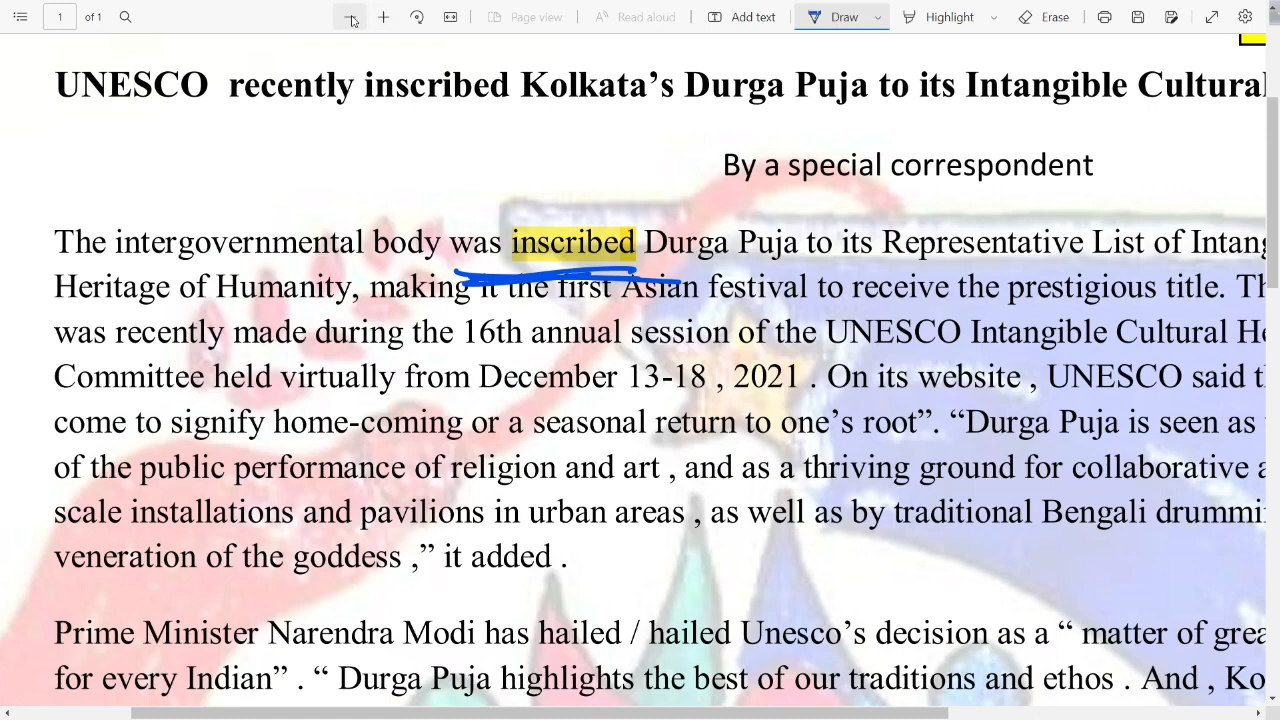 1 of 1 Page view Read aloud Add text Draw Highlight Erase
UNESCO recently inscribed Kolkata’s Durga Puja to its Intangible Cultural
By a special correspondent
The intergovernmental body was inscribed Durga Puja to its Representative List of Intang
Heritage of Humanity, making it the first Asian festival to receive the prestigious title. Th
was recently made during the 16th annual session of the UNESCO Intangible Cultural He
Committee held virtually from December 13-18 , 2021 . On its website , UNESCO said t
come to signify home-coming or a seasonal return to one’s root”. “Durga Puja is seen as
of the public performance of religion and art , and as a thriving ground for collaborative a
scale installations and pavilions in urban areas , as well as by traditional Bengali drummi
veneration of the goddess ,” it added .
Prime Minister Narendra Modi has hailed / hailed Unesco’s decision as a “ matter of grea
for every Indian” . “ Durga Puja highlights the best of our traditions and ethos . And , Ko